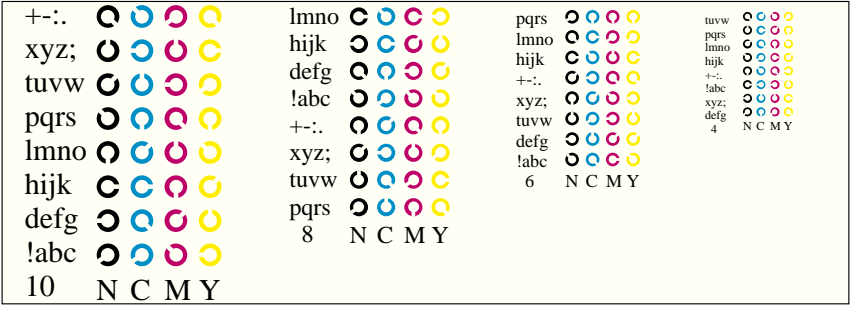 +-:.
xyz;
tuvw
pqrs
lmno
hijk
defg
!abc
10 N C M Y
lmno
hijk
defg
!abc
+-:.
xyz;
tuvw
pqrs
8 N C M Y
pqrs
lmno
hijk
+-:.
xyz;
tuvw
defg
!abc
6 N C M Y
tuvw
pqrs
lmno
hijk
+-:.
!abc
xyz;
defg
4 N C M Y